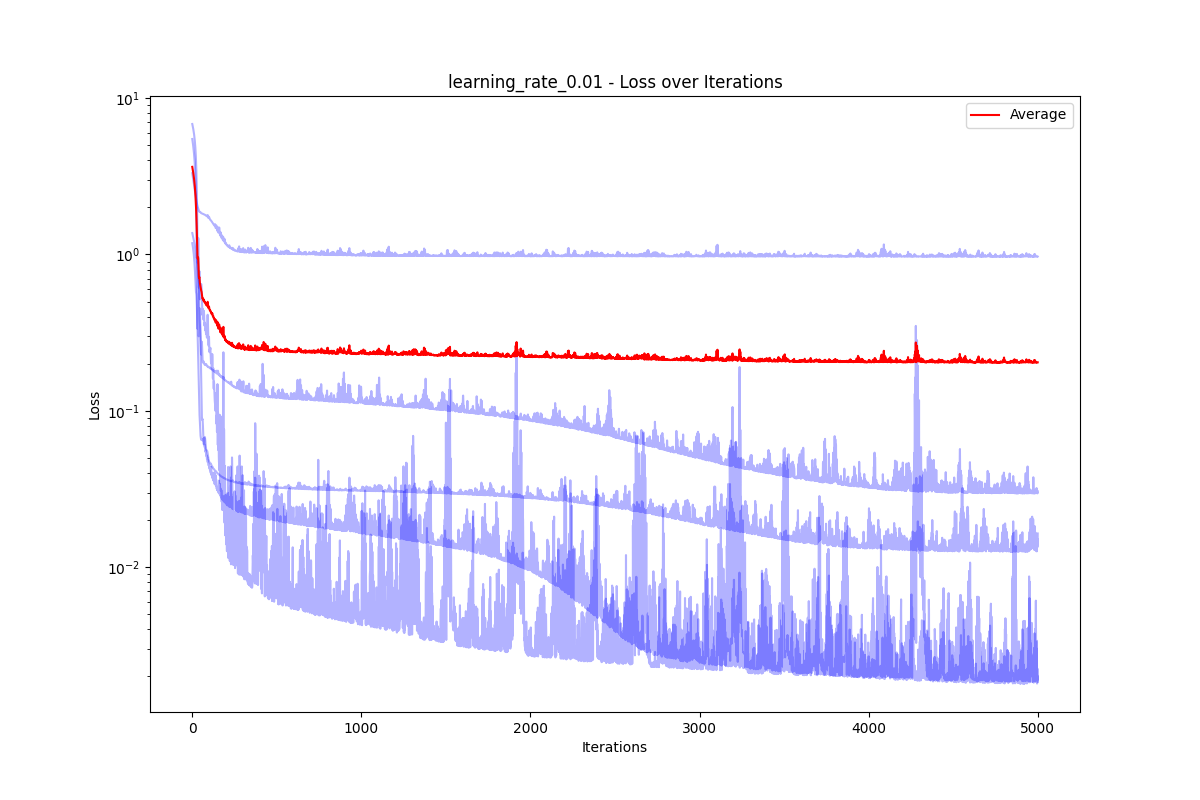 learning_rate_0.01 - Loss over Iterations
Average
10¹
10⁰
10⁻¹
10⁻²
Loss
0 1000 2000 3000 4000 5000
Iterations